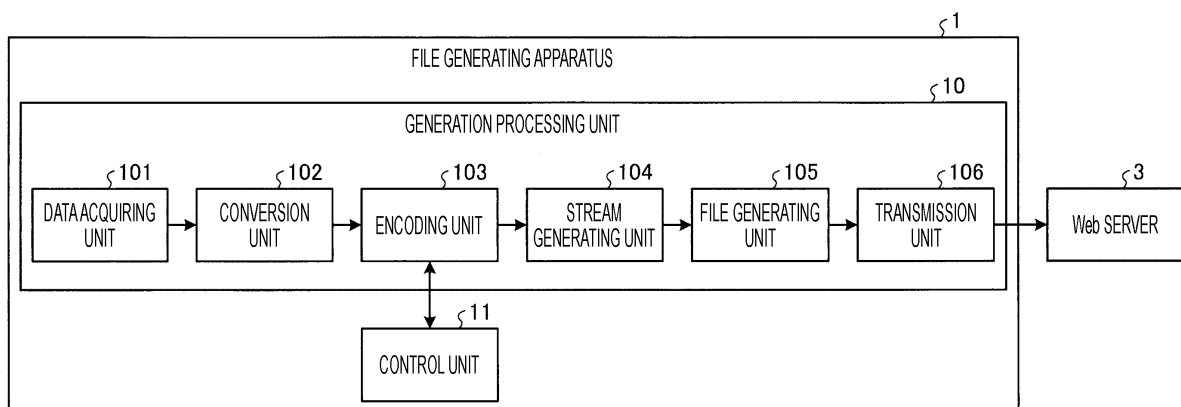 1
FILE GENERATING APPARATUS
10
GENERATION PROCESSING UNIT
101
102
103
104
105
106
3
DATA ACQUIRING
UNIT
CONVERSION
UNIT
ENCODING UNIT
STREAM
GENERATING UNIT
FILE GENERATING
UNIT
TRANSMISSION
UNIT
Web SERVER
11
CONTROL UNIT